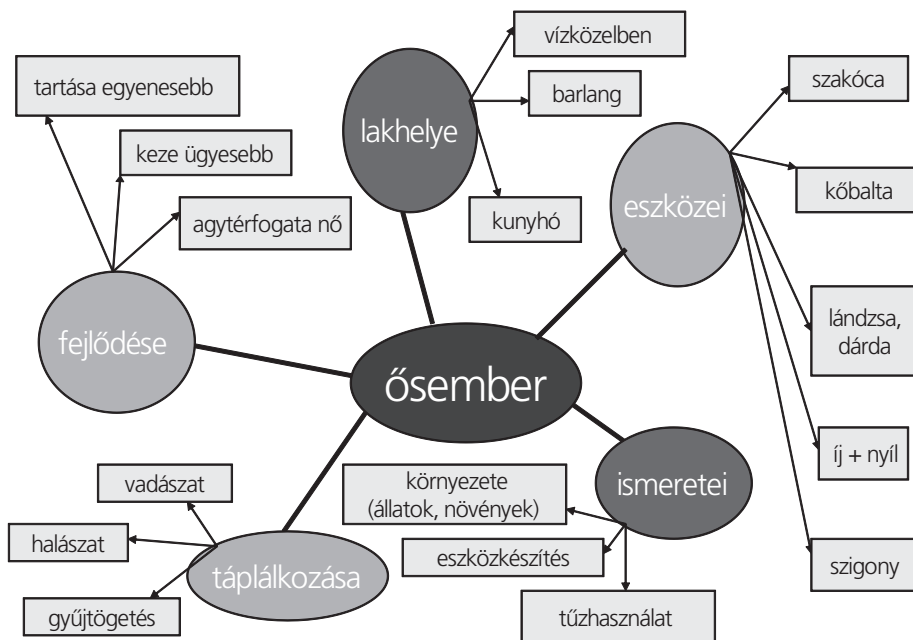 vízközelben
tartása egyenesebb
lakhelye
barlang
szakóca
keze ügyesebb
kőbalta
agytérfogata nő
kunyhó
eszközei
fejlődése
lándzsa,
dárda
ősember
íj + nyíl
környezete
(állatok, növények)
ismeretei
vadászat
halászat
eszközkészítés
szigony
táplálkozása
gyűjtögetés
tűzhasználat